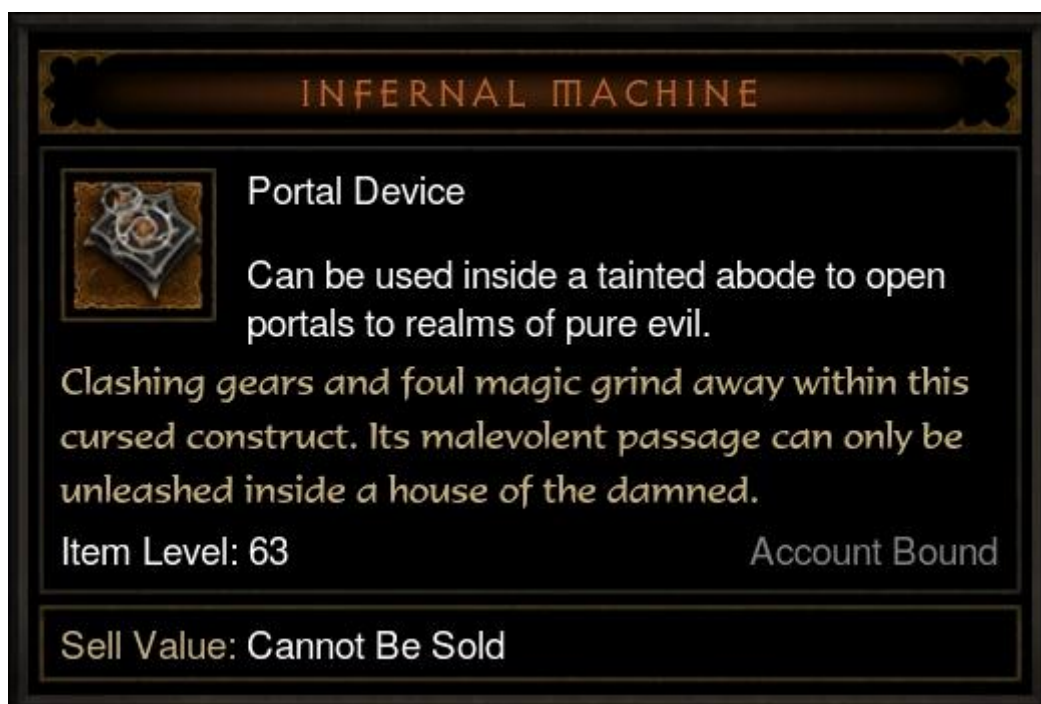 INFERNAL MACHINE
Portal Device
Can be used inside a tainted abode to open
portals to realms of pure evil.
Clashing gears and foul magic grind away within this
cursed construct. Its malevolent passage can only be
unleashed inside a house of the damned.
Item Level: 63
Account Bound
Sell Value: Cannot Be Sold